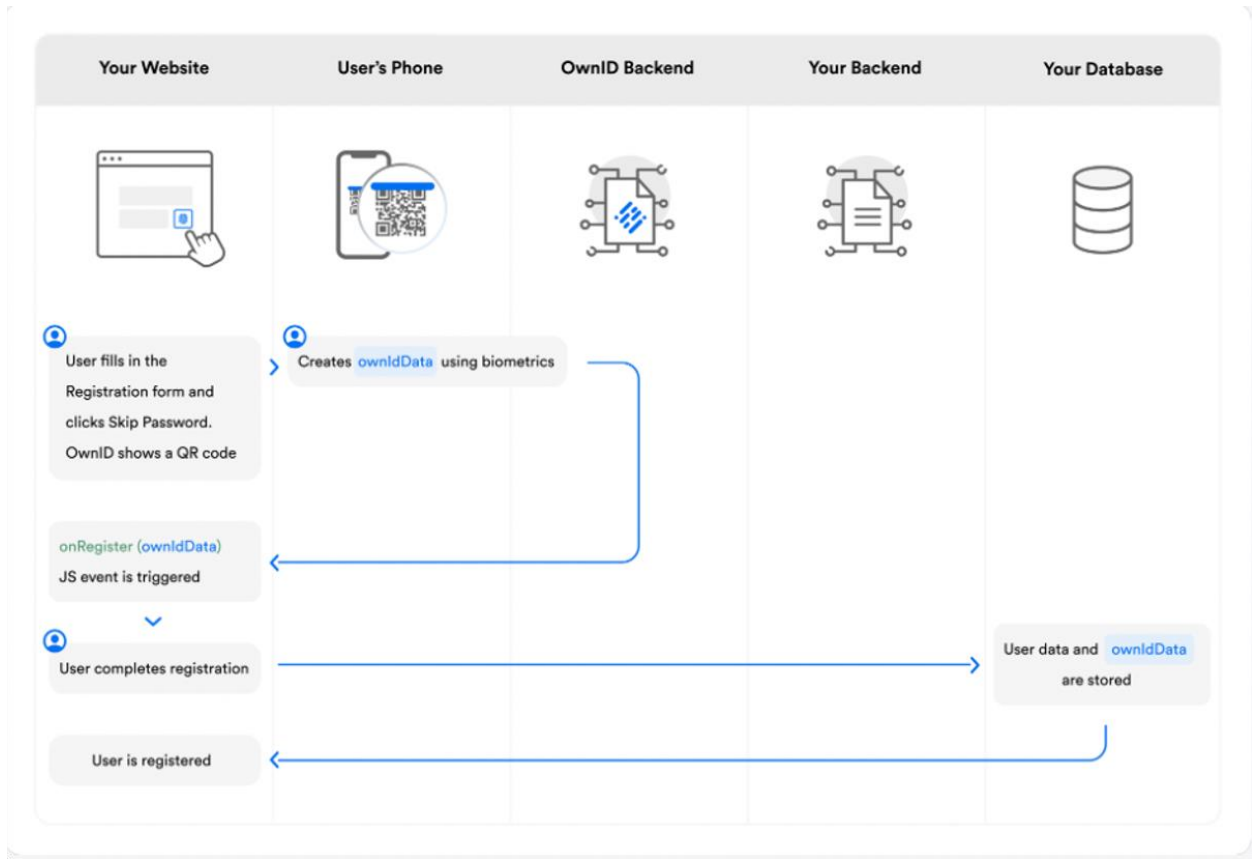 Your Website
User's Phone
OwnID Backend
Your Backend
Your Database
User fills in the
Registration form and
clicks Skip Password.
OwnID shows a QR code
Creates ownIdData using biometrics
onRegister (ownIdData)
JS event is triggered
User completes registration
User data and ownIdData
are stored
User is registered